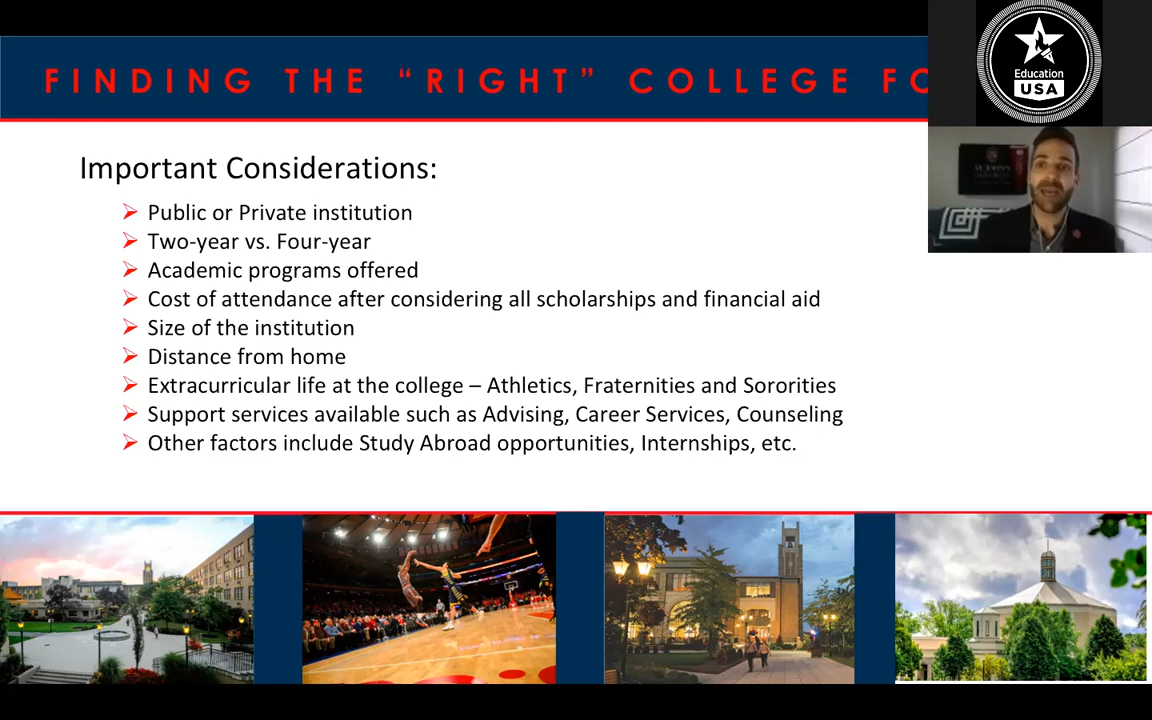 FINDING THE “RIGHT” COLLEGE FO
Education
USA
ST. JOHN'S
Important Considerations:
➢ Public or Private institution
➢ Two-year vs. Four-year
➢ Academic programs offered
➢ Cost of attendance after considering all scholarships and financial aid
➢ Size of the institution
➢ Distance from home
➢ Extracurricular life at the college – Athletics, Fraternities and Sororities
➢ Support services available such as Advising, Career Services, Counseling
➢ Other factors include Study Abroad opportunities, Internships, etc.